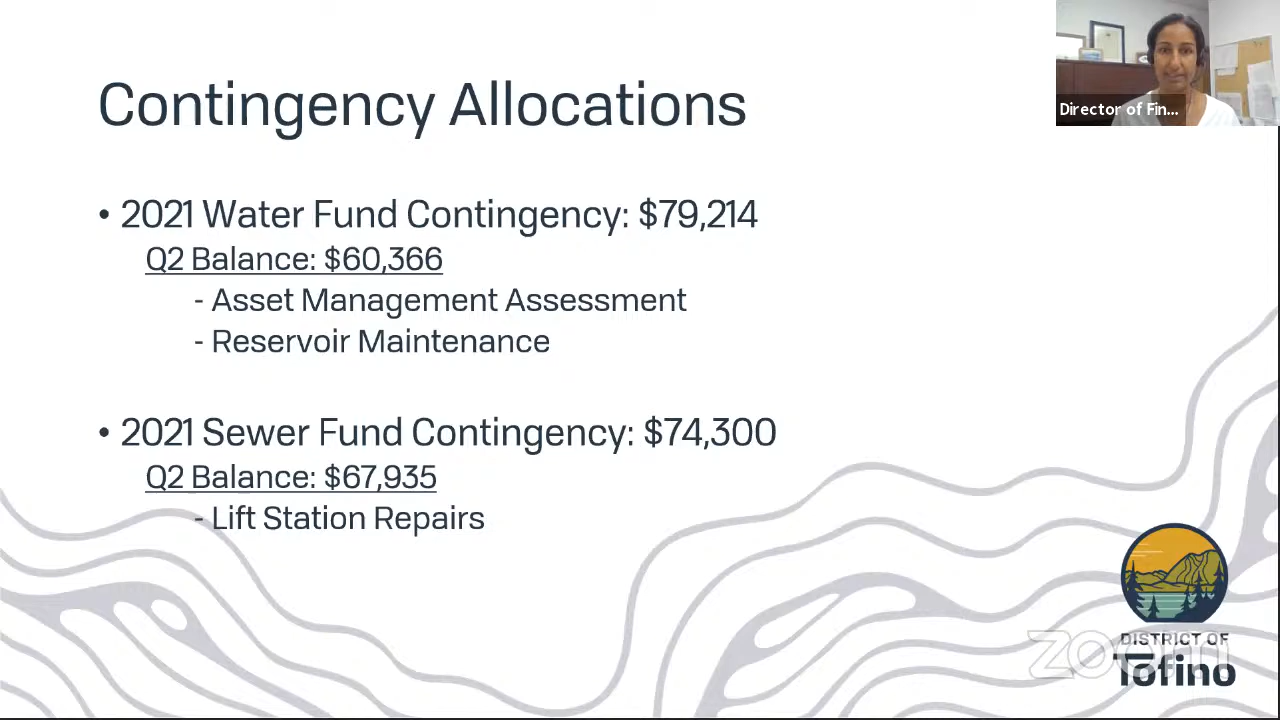 Director of Fin...
Contingency Allocations
• 2021 Water Fund Contingency: $79,214
Q2 Balance: $60,366
- Asset Management Assessment
- Reservoir Maintenance
• 2021 Sewer Fund Contingency: $74,300
Q2 Balance: $67,935
- Lift Station Repairs
DISTRICT OF
zoom
Tofino